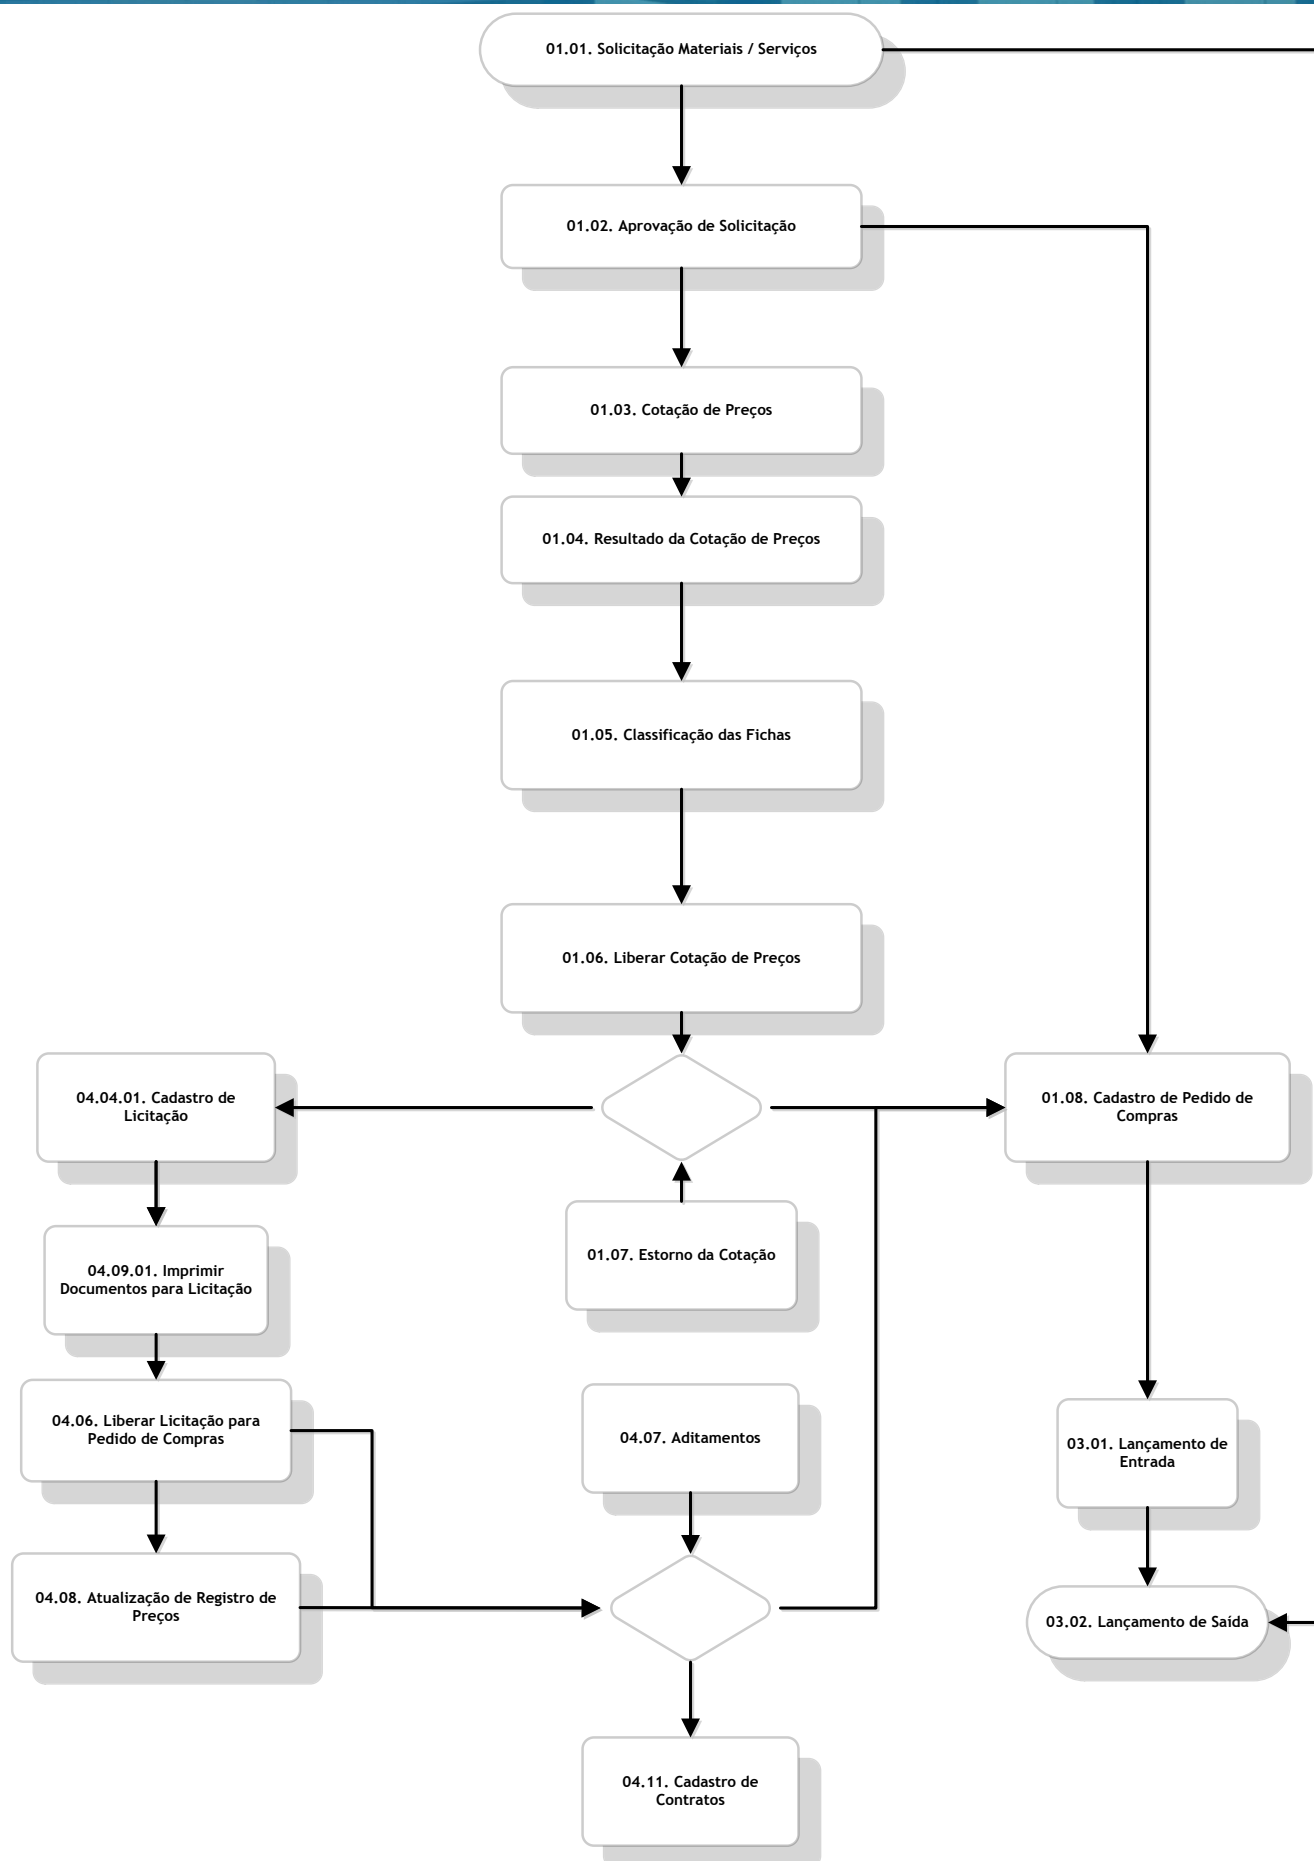 01.01. Solicitação Materiais / Serviços
01.02. Aprovação de Solicitação
01.03. Cotação de Preços
01.04. Resultado da Cotação de Preços
01.05. Classificação das Fichas
01.06. Liberar Cotação de Preços
04.04.01. Cadastro de
Licitação
01.08. Cadastro de Pedido de
Compras
04.09.01. Imprimir
Documentos para Licitação
01.07. Estorno da Cotação
04.06. Liberar Licitação para
Pedido de Compras
04.07. Aditamentos
03.01. Lançamento de
Entrada
04.08. Atualização de Registro de
Preços
03.02. Lançamento de Saída
04.11. Cadastro de
Contratos